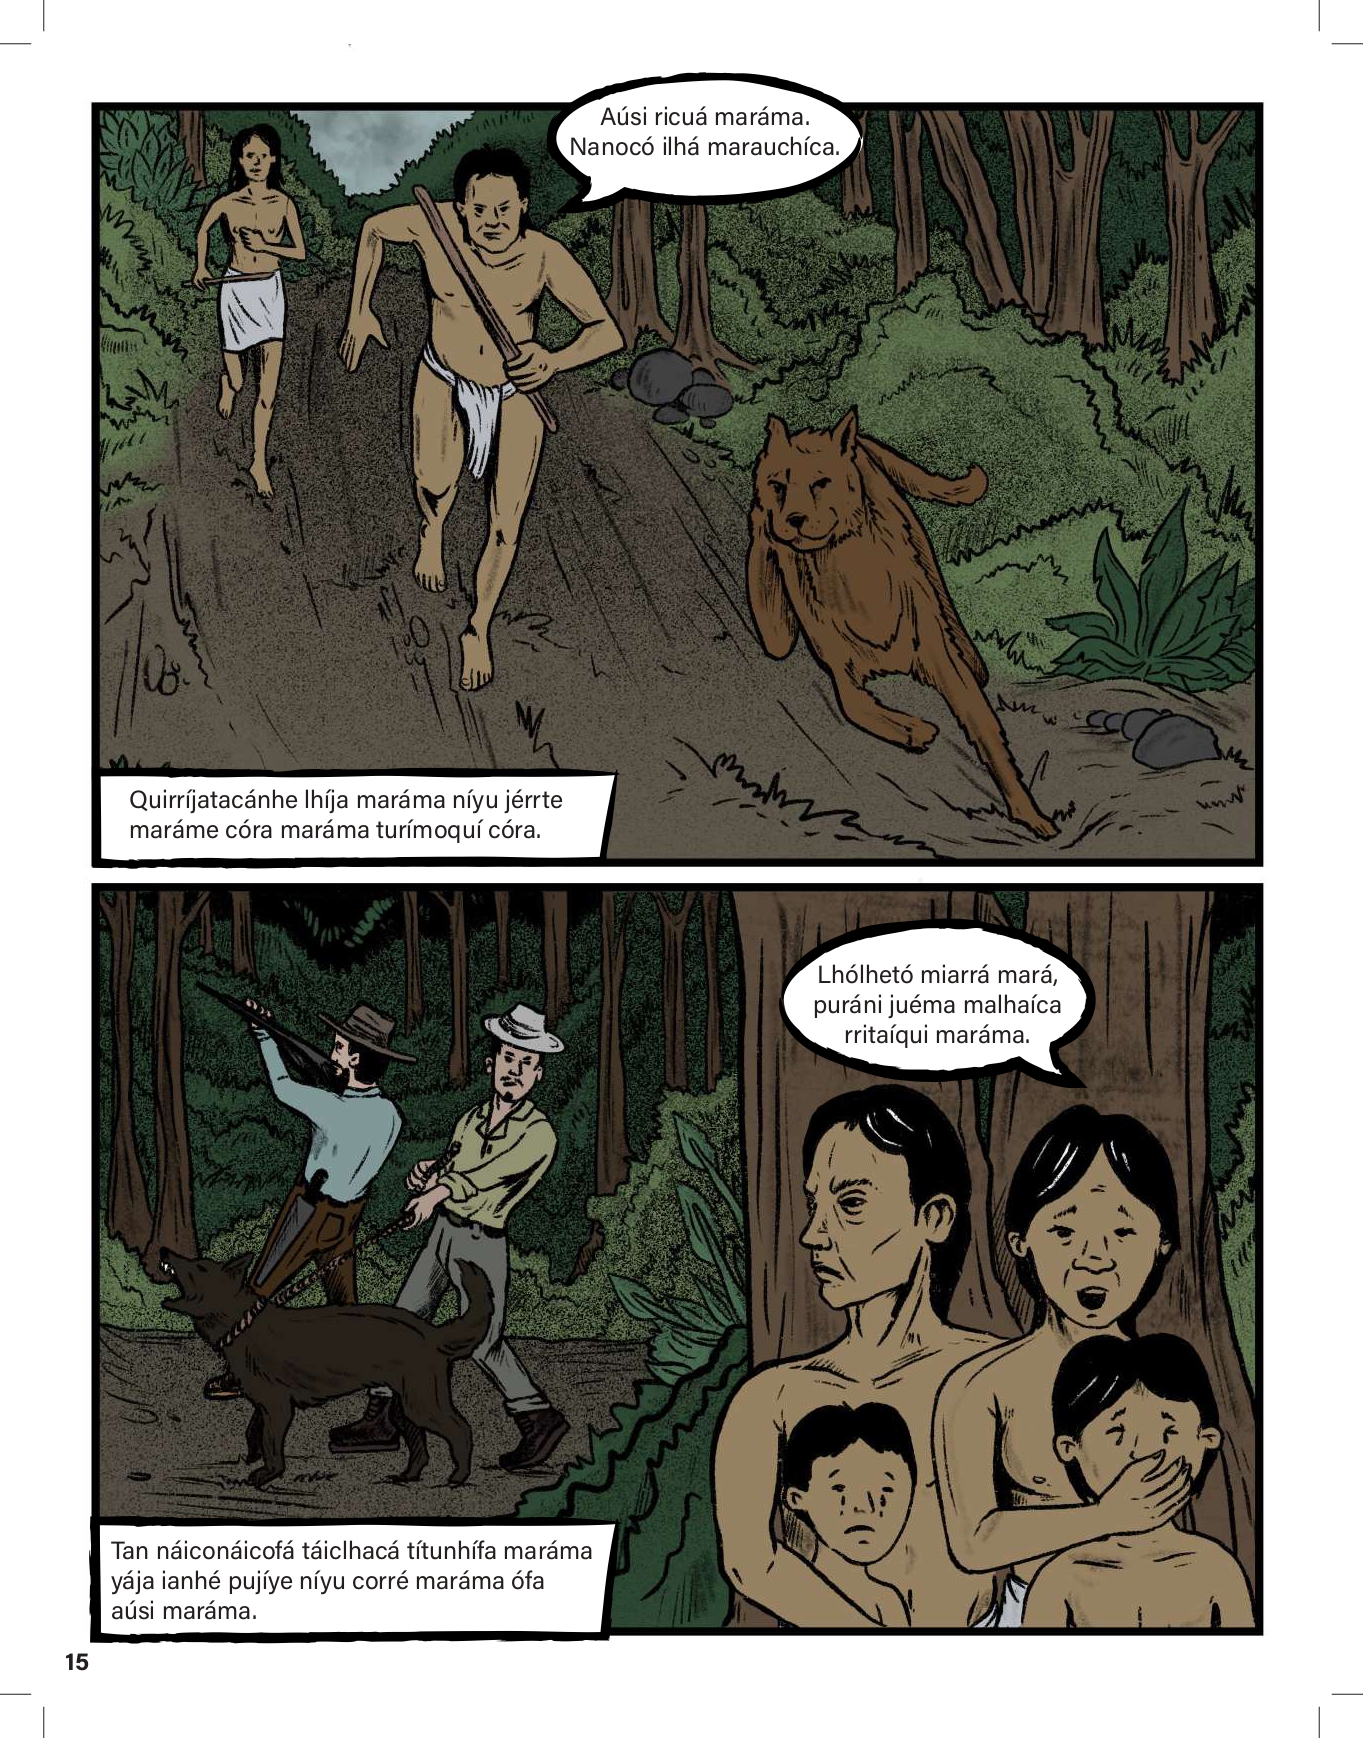 Aúsi ricuá maráma.
Nanocó ilhá marauchíca.
Quirríjatacánhe lhíja maráma níyu jérrte
maráme córa maráma turímoquí córa.
Lhólhetó miarrá mará,
puráni juéma malhaíca
rritaíqui maráma.
Tan náiconáicofá táiclhacá títunhífa maráma
yája ianhé pujíye níyu corré maráma ófa
aúsi maráma.
15